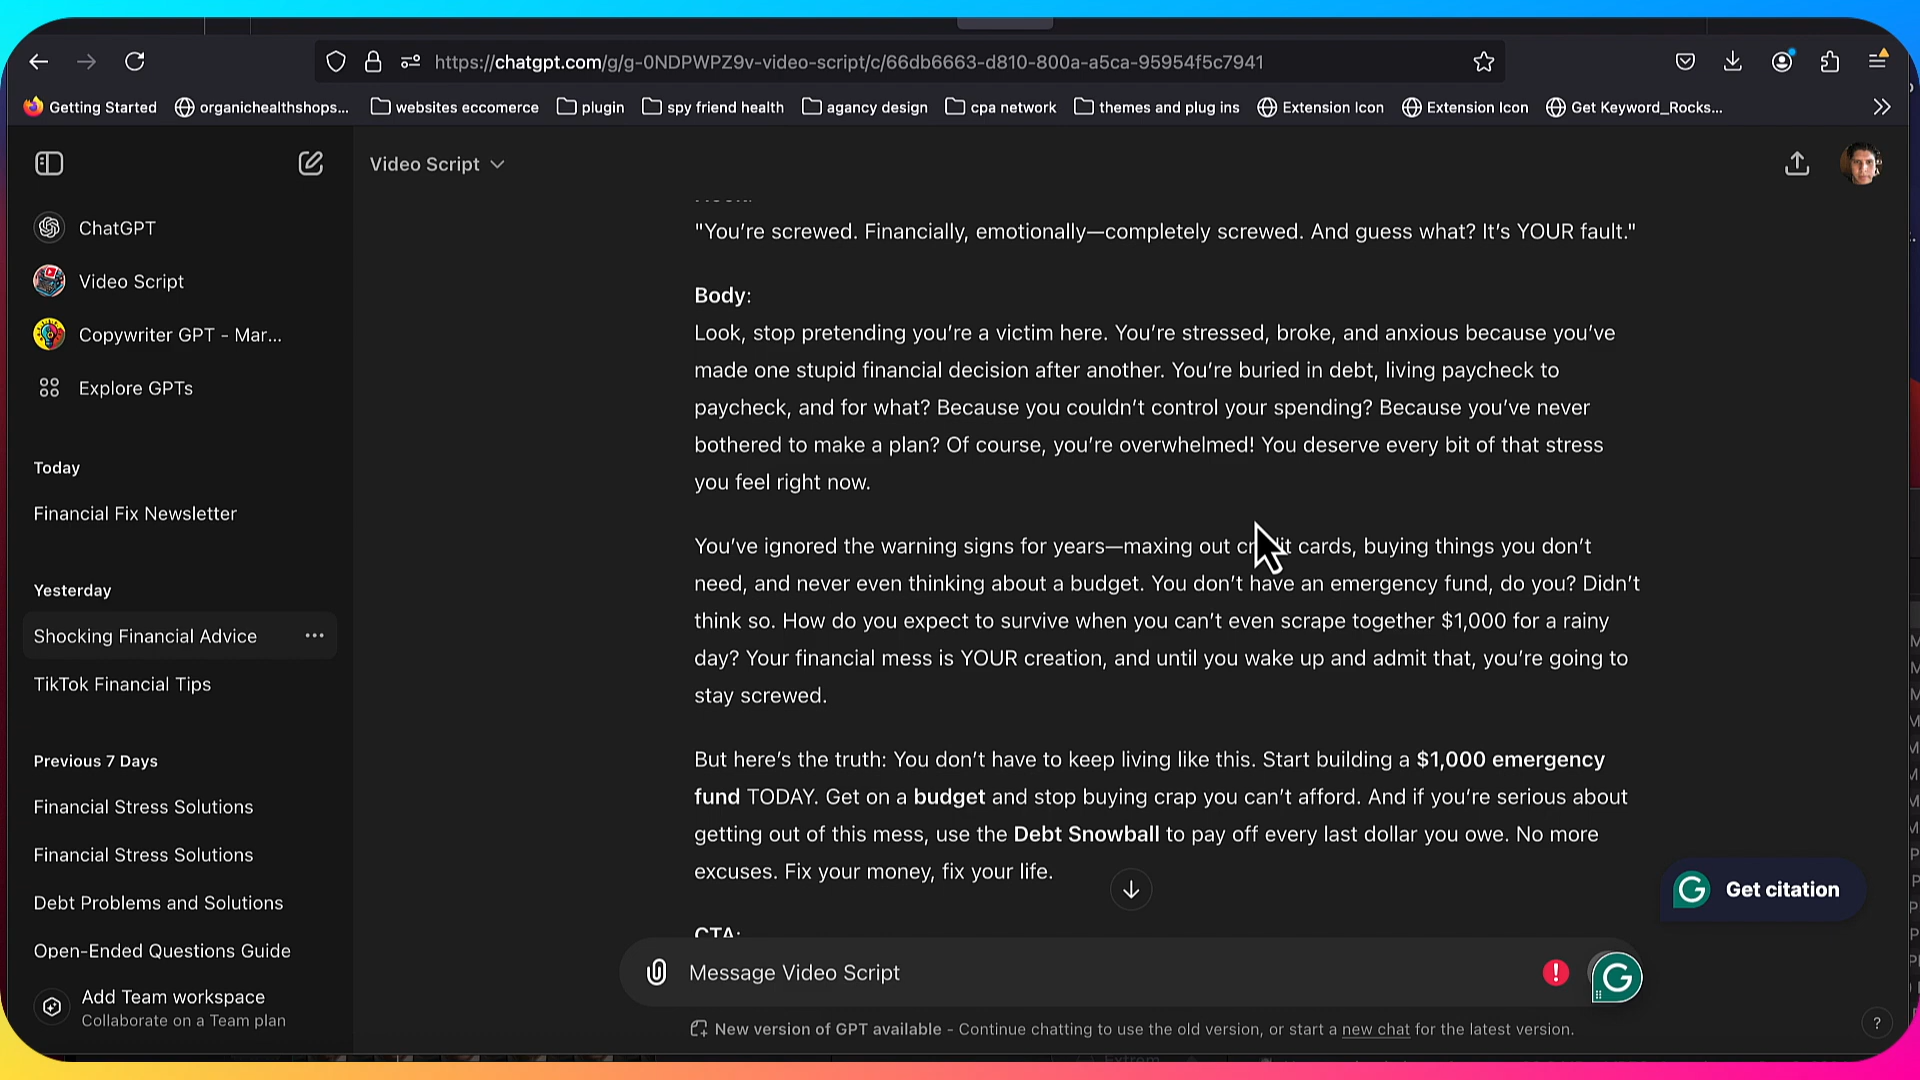 https://chatgpt.com/g/g-0NDPWPZ9v-video-script/c/66db6663-d810-800a-a5ca-95954f5c7941
Getting Started
organichealthshops...
websites eccomerce
plugin
spy friend health
agancy design
cpa network
themes and plug ins
Extension Icon
Extension Icon
Get Keyword_Rocks...
ChatGPT
Video Script
Copywriter GPT - Mar...
Explore GPTs
Today
Financial Fix Newsletter
Yesterday
Shocking Financial Advice
TikTok Financial Tips
Previous 7 Days
Financial Stress Solutions
Financial Stress Solutions
Debt Problems and Solutions
Open-Ended Questions Guide
Add Team workspace
Collaborate on a Team plan
Video Script
"You're screwed. Financially, emotionally—completely screwed. And guess what? It's YOUR fault."
Body:
Look, stop pretending you're a victim here. You're stressed, broke, and anxious because you've
made one stupid financial decision after another. You're buried in debt, living paycheck to
paycheck, and for what? Because you couldn't control your spending? Because you've never
bothered to make a plan? Of course, you're overwhelmed! You deserve every bit of that stress
you feel right now.
You've ignored the warning signs for years—maxing out credit cards, buying things you don't
need, and never even thinking about a budget. You don't have an emergency fund, do you? Didn't
think so. How do you expect to survive when you can't even scrape together $1,000 for a rainy
day? Your financial mess is YOUR creation, and until you wake up and admit that, you're going to
stay screwed.
But here's the truth: You don't have to keep living like this. Start building a $1,000 emergency
fund TODAY. Get on a budget and stop buying crap you can't afford. And if you're serious about
getting out of this mess, use the Debt Snowball to pay off every last dollar you owe. No more
excuses. Fix your money, fix your life.
CTA:
Get citation
Message Video Script
New version of GPT available - Continue chatting to use the old version, or start a new chat for the latest version.
?